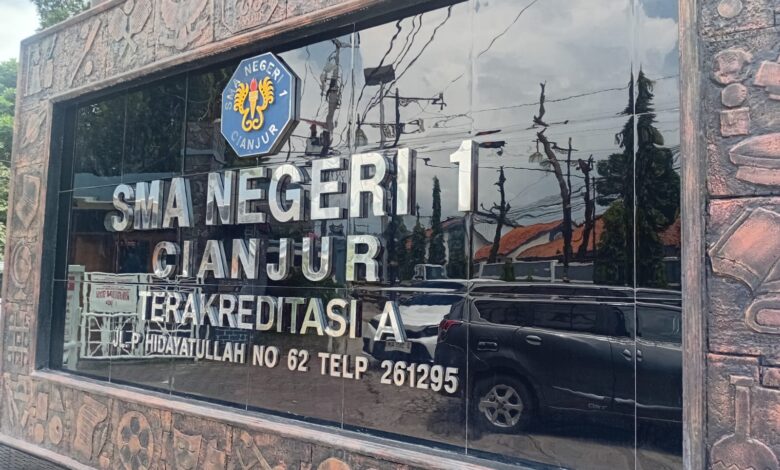 SMA NEGERI 1
CIANJUR
SMA NEGERI 1
CIANJUR
TERAKREDITASI A
JL. P HIDAYATULLAH NO 62 TELP 261295